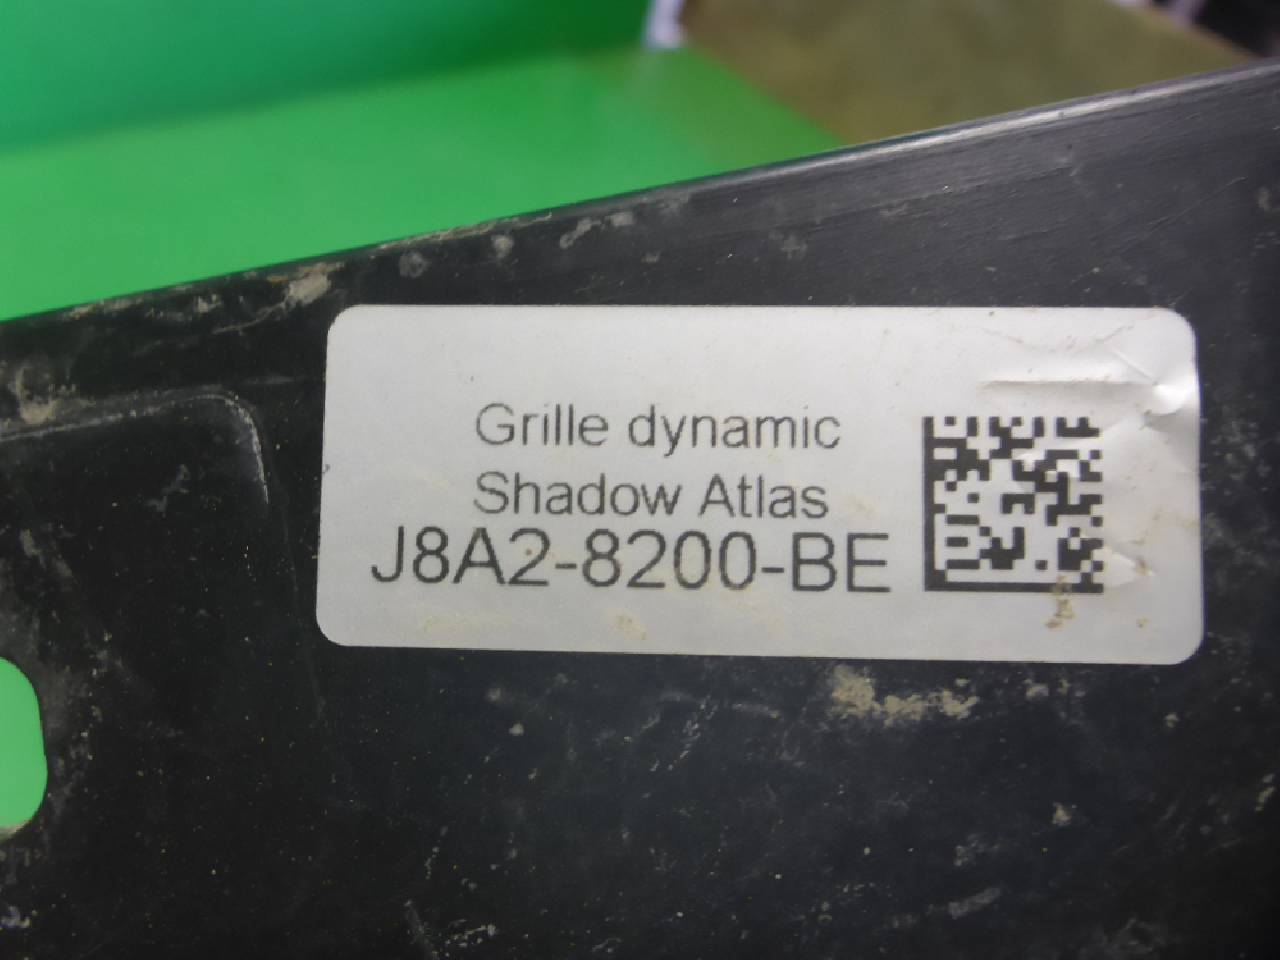 Grille dynamic
Shadow Atlas
J8A2-8200-BE